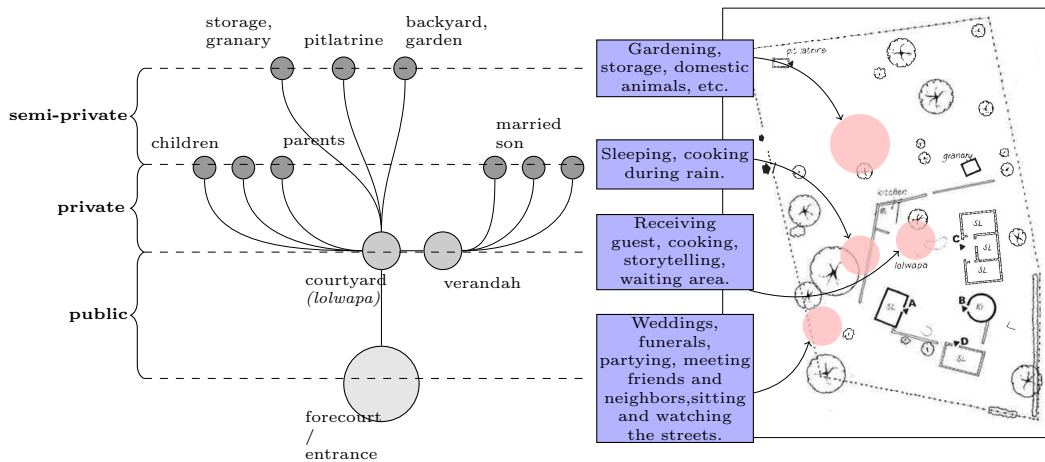 storage,
granary
pitlatrine
backyard,
garden
semi-private
children
parents
married
son
private
courtyard
(lolwapa)
verandah
public
forecourt
/
entrance
Gardening,
storage, domestic
animals, etc.
Sleeping, cooking
during rain.
Receiving
guest, cooking,
storytelling,
waiting area.
Weddings,
funerals,
partying, meeting
friends and
neighbors,sitting
and watching
the streets.
pit latrine
granary
kitchen
SL
C
SL
SL
lolwapa
SL
A
B
Ki
D
SL